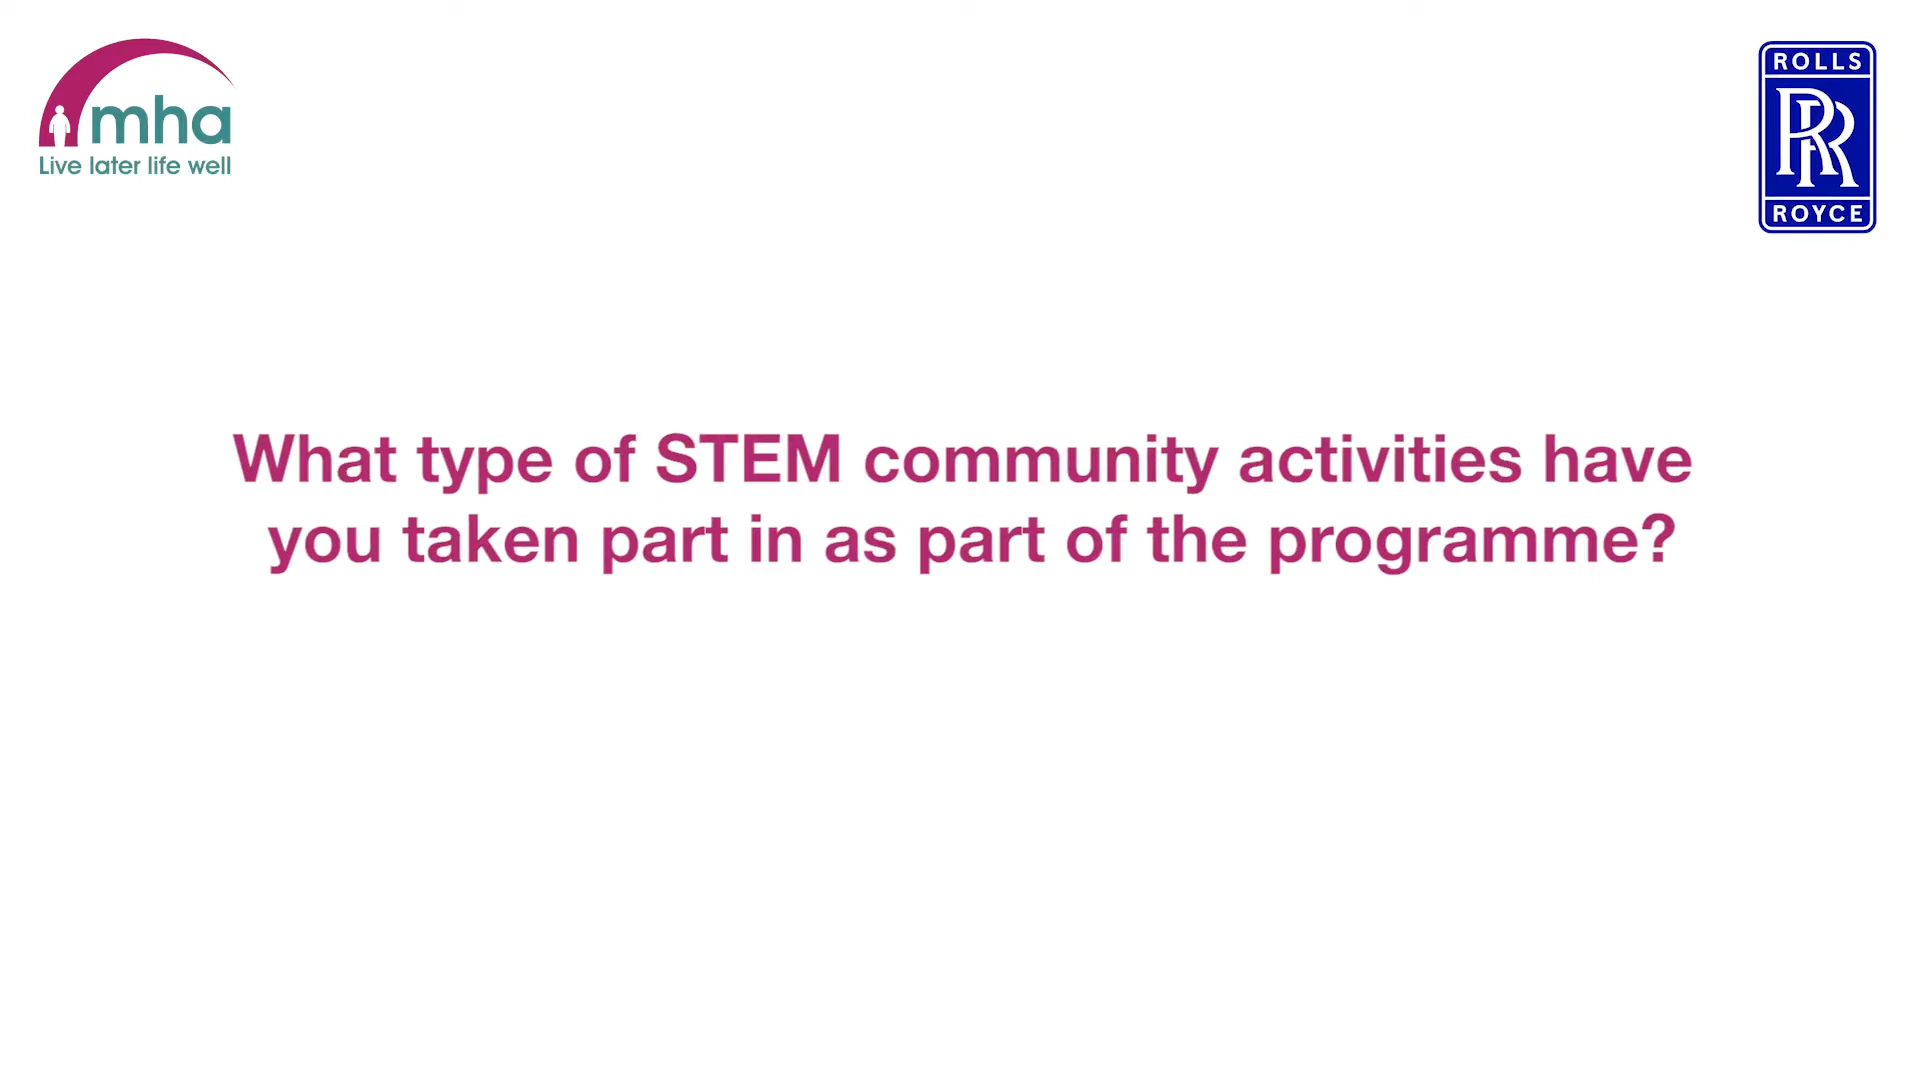 mha
Live later life well
ROLLS
RR
ROYCE
What type of STEM community activities have
you taken part in as part of the programme?